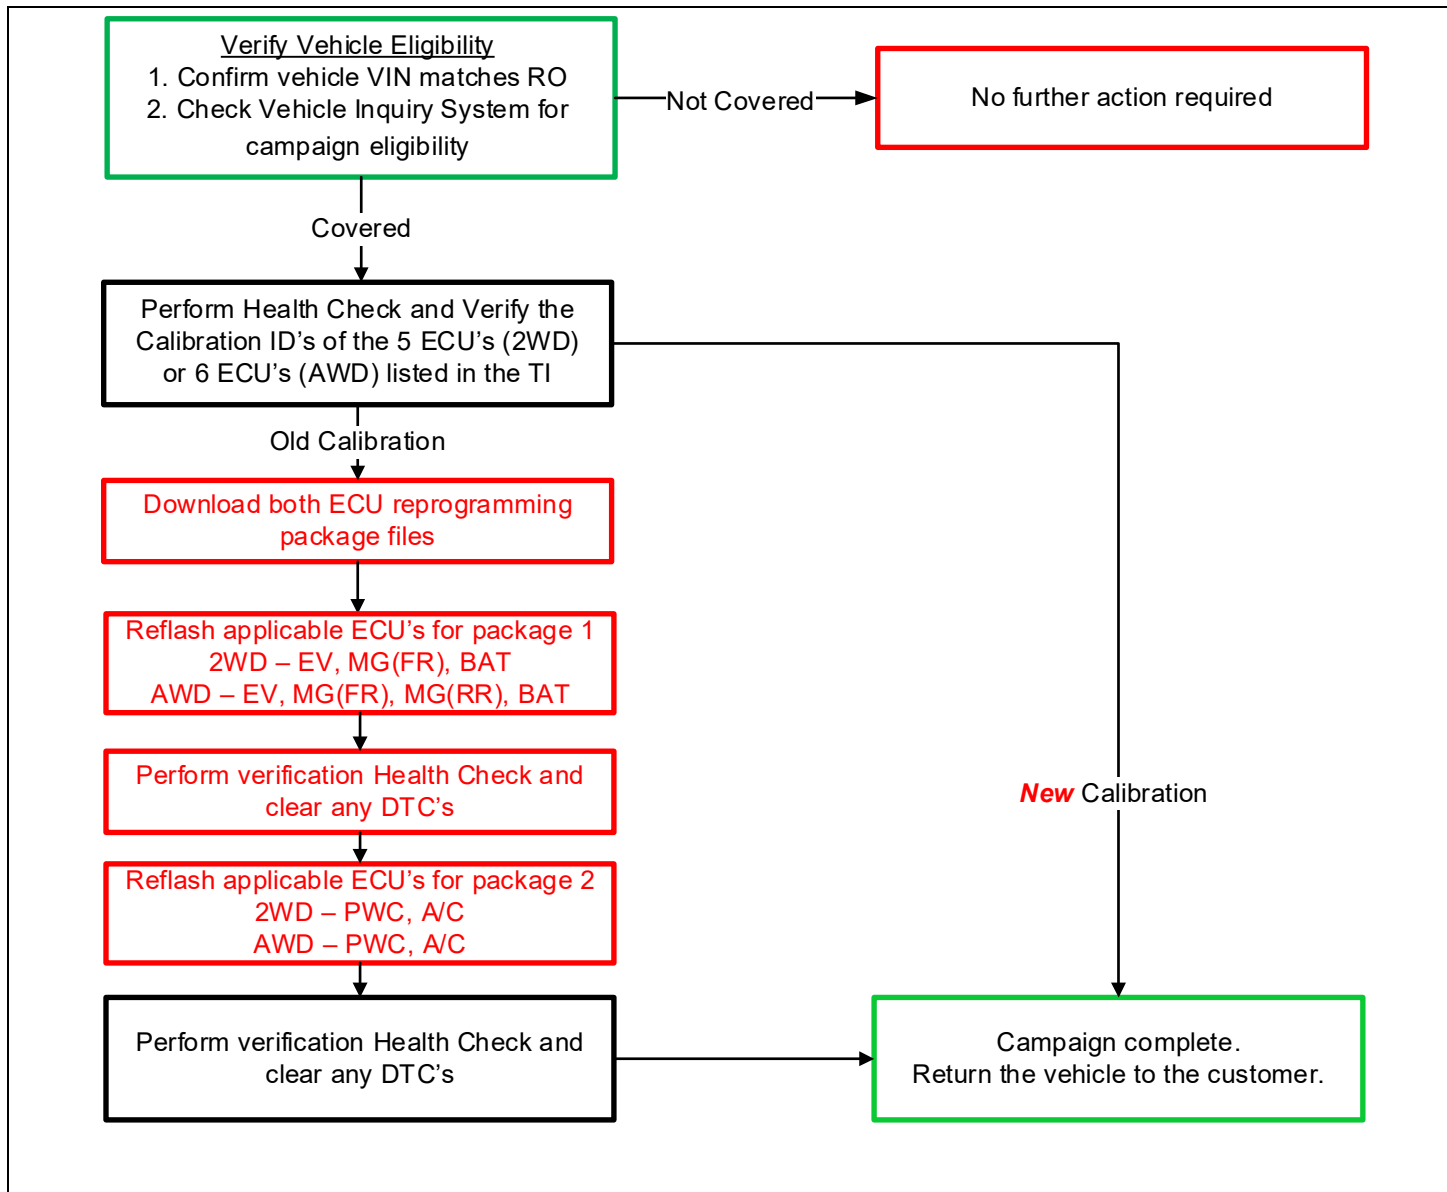 Verify Vehicle Eligibility
1. Confirm vehicle VIN matches RO
2. Check Vehicle Inquiry System for
campaign eligibility
Not Covered
No further action required
Covered
Perform Health Check and Verify the
Calibration ID’s of the 5 ECU’s (2WD)
or 6 ECU’s (AWD) listed in the TI
Old Calibration
Download both ECU reprogramming
package files
Reflash applicable ECU’s for package 1
2WD – EV, MG(FR), BAT
AWD – EV, MG(FR), MG(RR), BAT
Perform verification Health Check and
clear any DTC’s
New Calibration
Reflash applicable ECU’s for package 2
2WD – PWC, A/C
AWD – PWC, A/C
Perform verification Health Check and
clear any DTC’s
Campaign complete.
Return the vehicle to the customer.